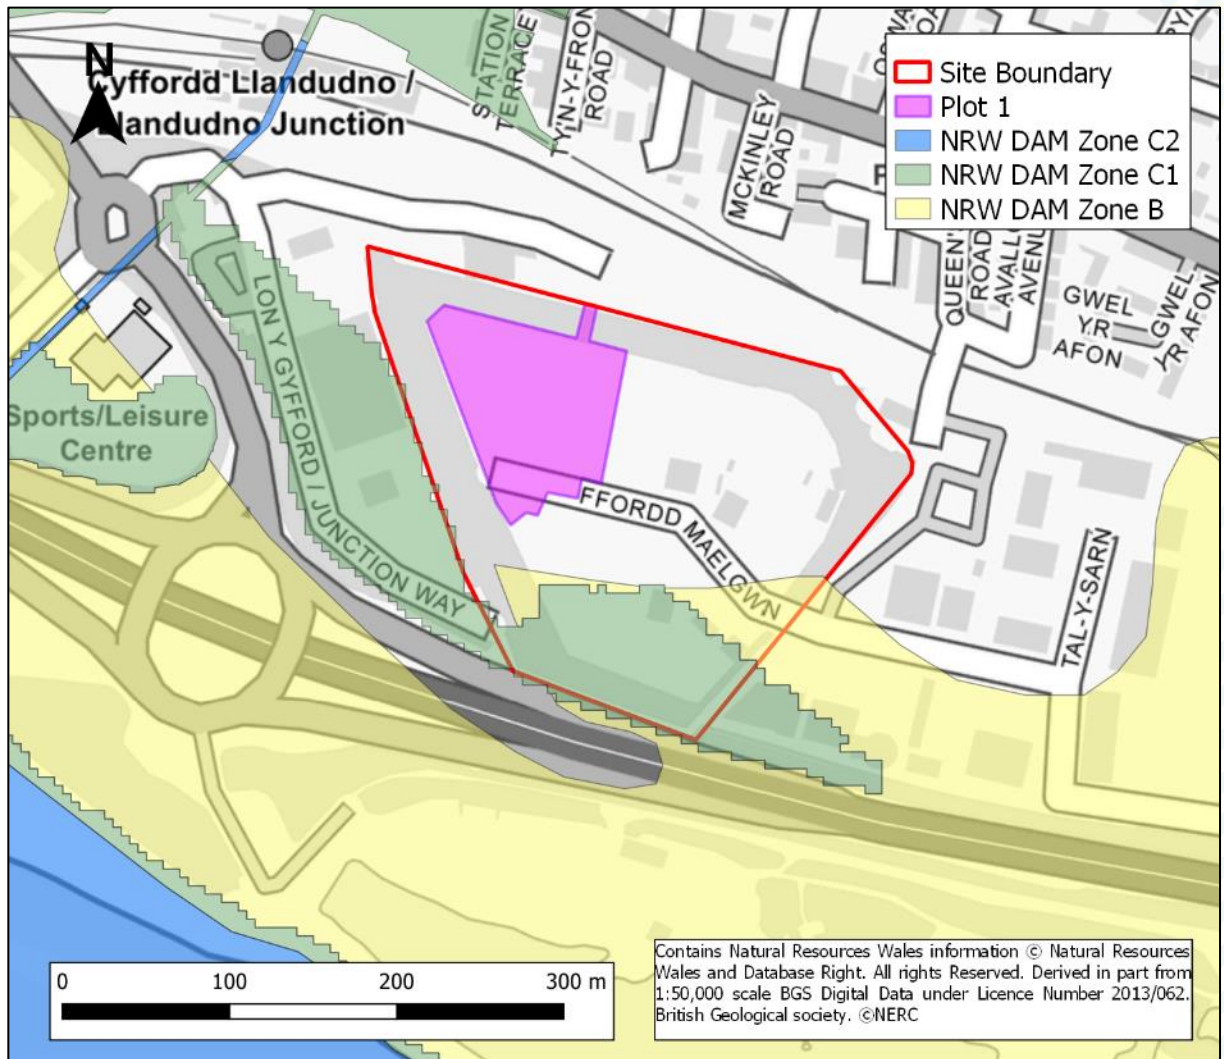 N
Cyffordd Llandudno /
Llandudno Junction
STATION
TERRACE
TY'N-Y-FRON
ROAD
MCKINLEY
ROAD
Site Boundary
Plot 1
NRW DAM Zone C2
NRW DAM Zone C1
NRW DAM Zone B
QUEEN'S
ROAD
AVALLON
AVENUE
GWEL
YR
AFON
GWEL
YR AFON
LON Y GYFFORD / JUNCTION WAY
Sports/Leisure
Centre
FFORDD MAELGWN
TAL-Y-SARN
0 100 200 300 m
Contains Natural Resources Wales information © Natural Resources
Wales and Database Right. All rights Reserved. Derived in part from
1:50,000 scale BGS Digital Data under Licence Number 2013/062.
British Geological society. ©NERC